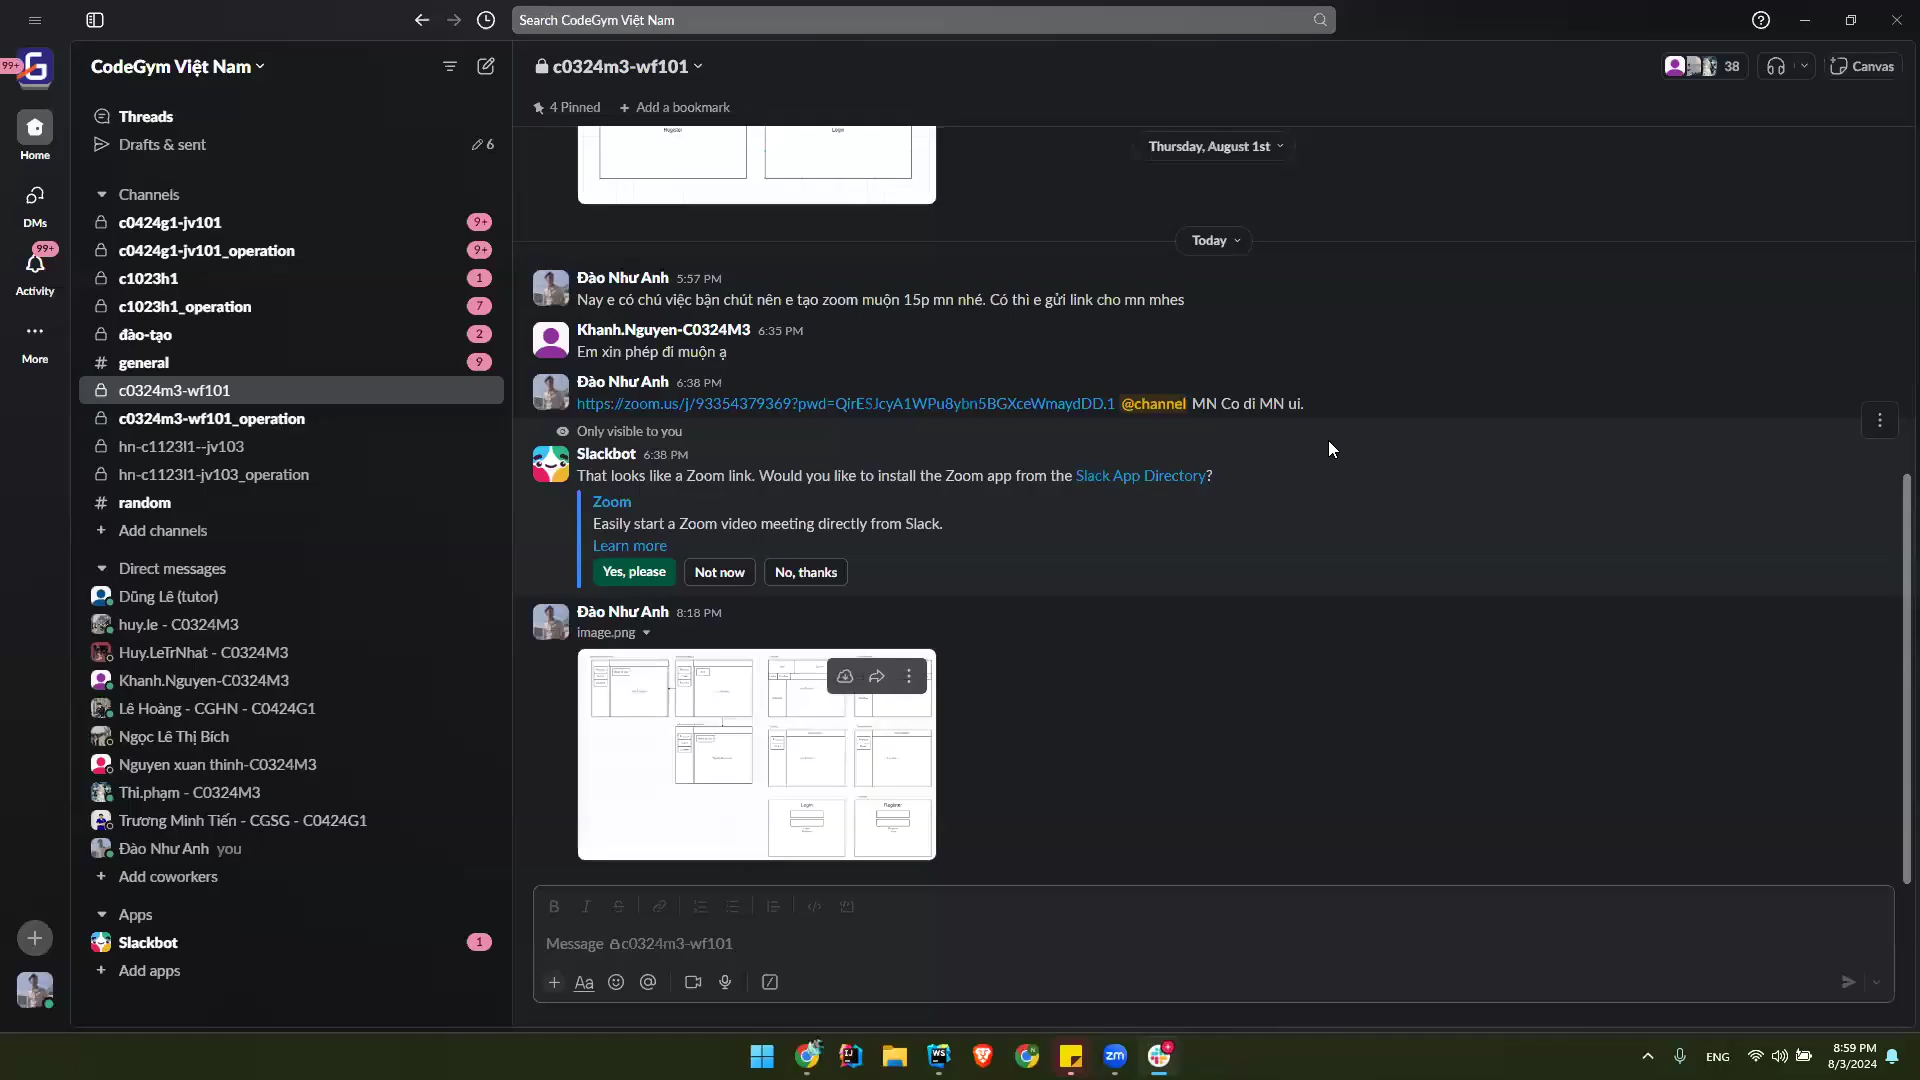 Search CodeGym Việt Nam
99+
CodeGym Việt Nam
Home
DMs
99+
Activity
More
Threads
Drafts & sent
6
Channels
c0424g1-jv101
9+
c0424g1-jv101_operation
9+
c1023h1
1
c1023h1_operation
7
đào-tạo
2
general
9
c0324m3-wf101
c0324m3-wf101_operation
hn-c1123l1--jv103
hn-c1123l1-jv103_operation
random
Add channels
Direct messages
Dũng Lê (tutor)
huy.le - C0324M3
Huy.LeTrNhat - C0324M3
Khanh.Nguyen-C0324M3
Lê Hoàng - CGHN - C0424G1
Ngọc Lê Thị Bích
Nguyen xuan thinh-C0324M3
Thi.phạm - C0324M3
Trương Minh Tiến - CGSG - C0424G1
Đào Như Anh you
Add coworkers
Apps
Slackbot
1
Add apps
c0324m3-wf101
38
Canvas
4 Pinned
Add a bookmark
Register
Login
Thursday, August 1st
Today
Đào Như Anh 5:57 PM
Nay e có chú việc bận chút nên e tạo zoom muộn 15p mn nhé. Có thì e gửi link cho mn mhes
Khanh.Nguyen-C0324M3 6:35 PM
Em xin phép đi muộn ạ
Đào Như Anh 6:38 PM
https://zoom.us/j/93354379369?pwd=QirESJcyA1WPu8ybn5BGXceWmaydDD.1 @channel MN Co di MN ui.
Only visible to you
Slackbot 6:38 PM
That looks like a Zoom link. Would you like to install the Zoom app from the Slack App Directory?
Zoom
Easily start a Zoom video meeting directly from Slack.
Learn more
Yes, please
Not now
No, thanks
Đào Như Anh 8:18 PM
image.png
Login
Register
B I S
Message c0324m3-wf101
Aa
ENG
8:59 PM
8/3/2024